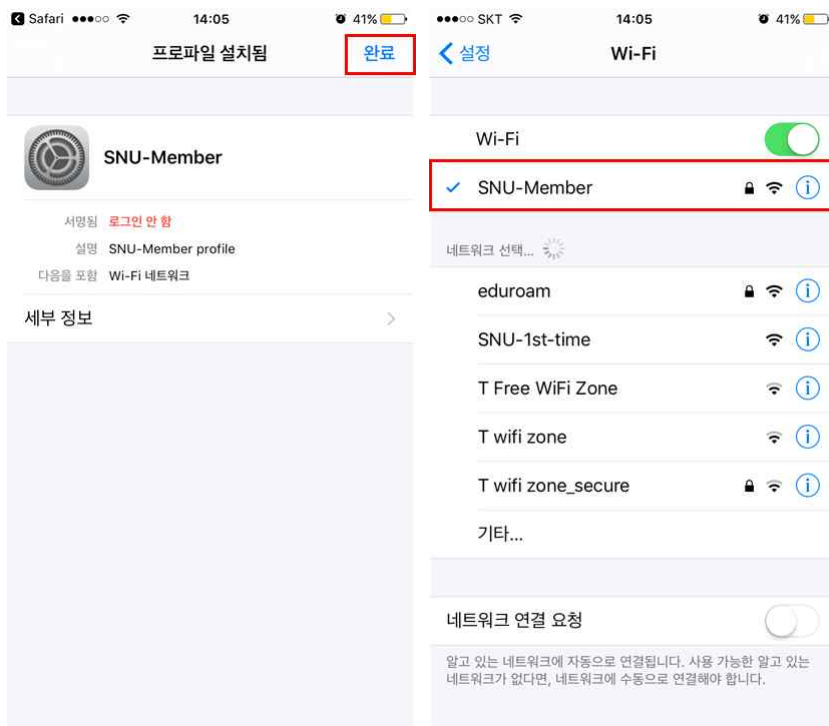 Safari 14:05 41%
프로파일 설치됨 완료
SNU-Member
서명됨 로그인 안 함
설명 SNU-Member profile
다음을 포함 Wi-Fi 네트워크
세부 정보
SKT 14:05 41%
설정 Wi-Fi
Wi-Fi
SNU-Member
네트워크 선택...
eduroam
SNU-1st-time
T Free WiFi Zone
T wifi zone
T wifi zone_secure
기타...
네트워크 연결 요청
알고 있는 네트워크에 자동으로 연결됩니다. 사용 가능한 알고 있는
네트워크가 없다면, 네트워크에 수동으로 연결해야 합니다.